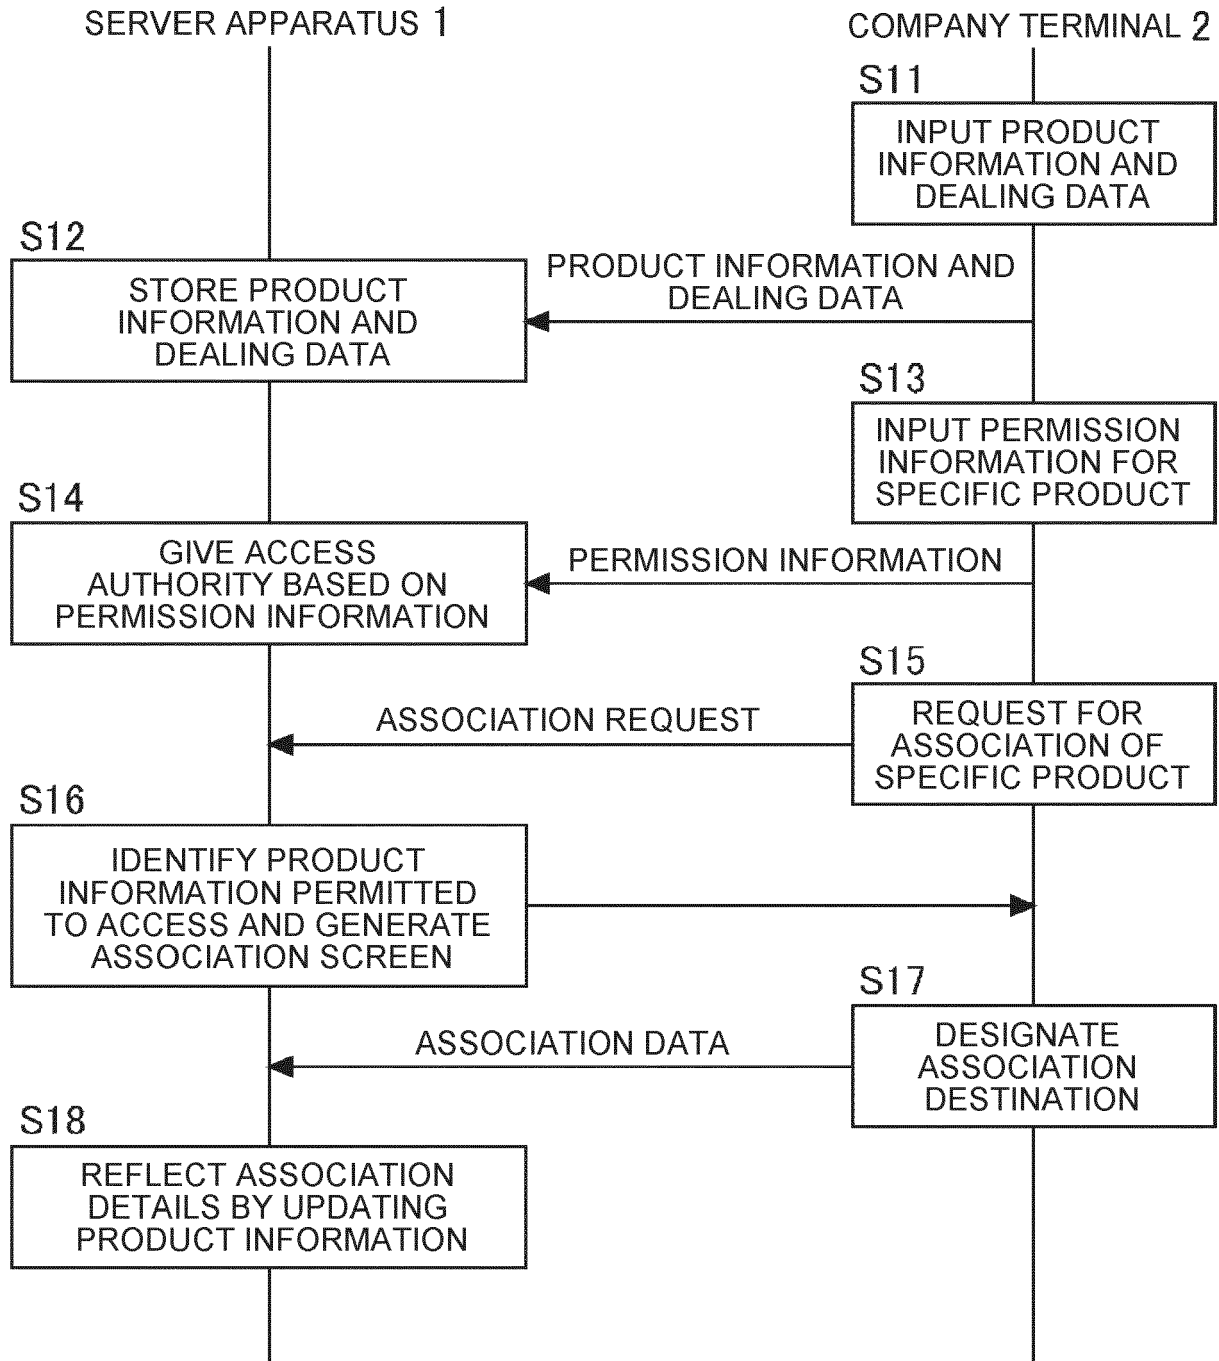 SERVER APPARATUS 1
COMPANY TERMINAL 2
S11
INPUT PRODUCT
INFORMATION AND
DEALING DATA
S12
STORE PRODUCT
INFORMATION AND
DEALING DATA
PRODUCT INFORMATION AND
DEALING DATA
S13
INPUT PERMISSION
INFORMATION FOR
SPECIFIC PRODUCT
S14
GIVE ACCESS
AUTHORITY BASED ON
PERMISSION INFORMATION
PERMISSION INFORMATION
S15
REQUEST FOR
ASSOCIATION OF
SPECIFIC PRODUCT
ASSOCIATION REQUEST
S16
IDENTIFY PRODUCT
INFORMATION PERMITTED
TO ACCESS AND GENERATE
ASSOCIATION SCREEN
S17
DESIGNATE
ASSOCIATION
DESTINATION
ASSOCIATION DATA
S18
REFLECT ASSOCIATION
DETAILS BY UPDATING
PRODUCT INFORMATION